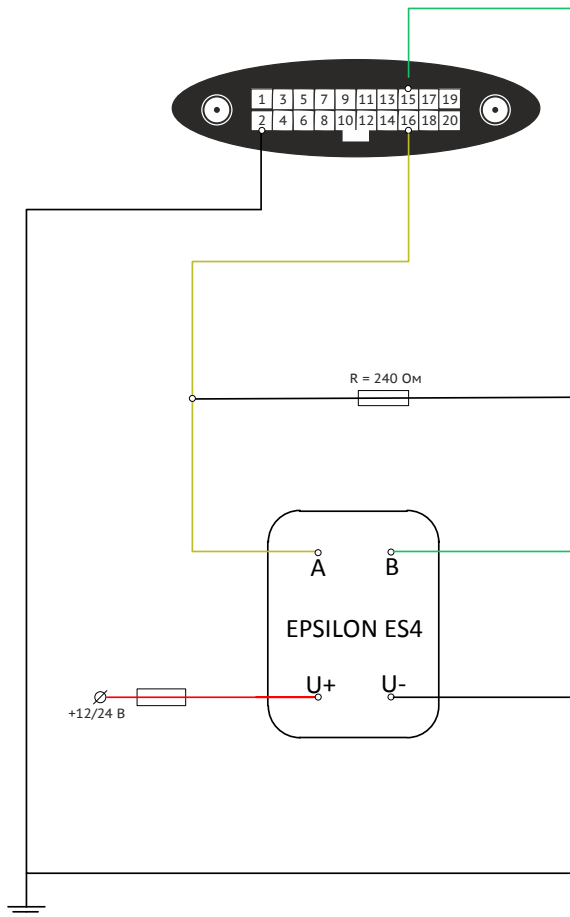 1 3 5 7 9 11 13 15 17 19
2 4 6 8 10 12 14 16 18 20
R = 240 Ом
A B
EPSILON ES4
U+ U-
+12/24 В